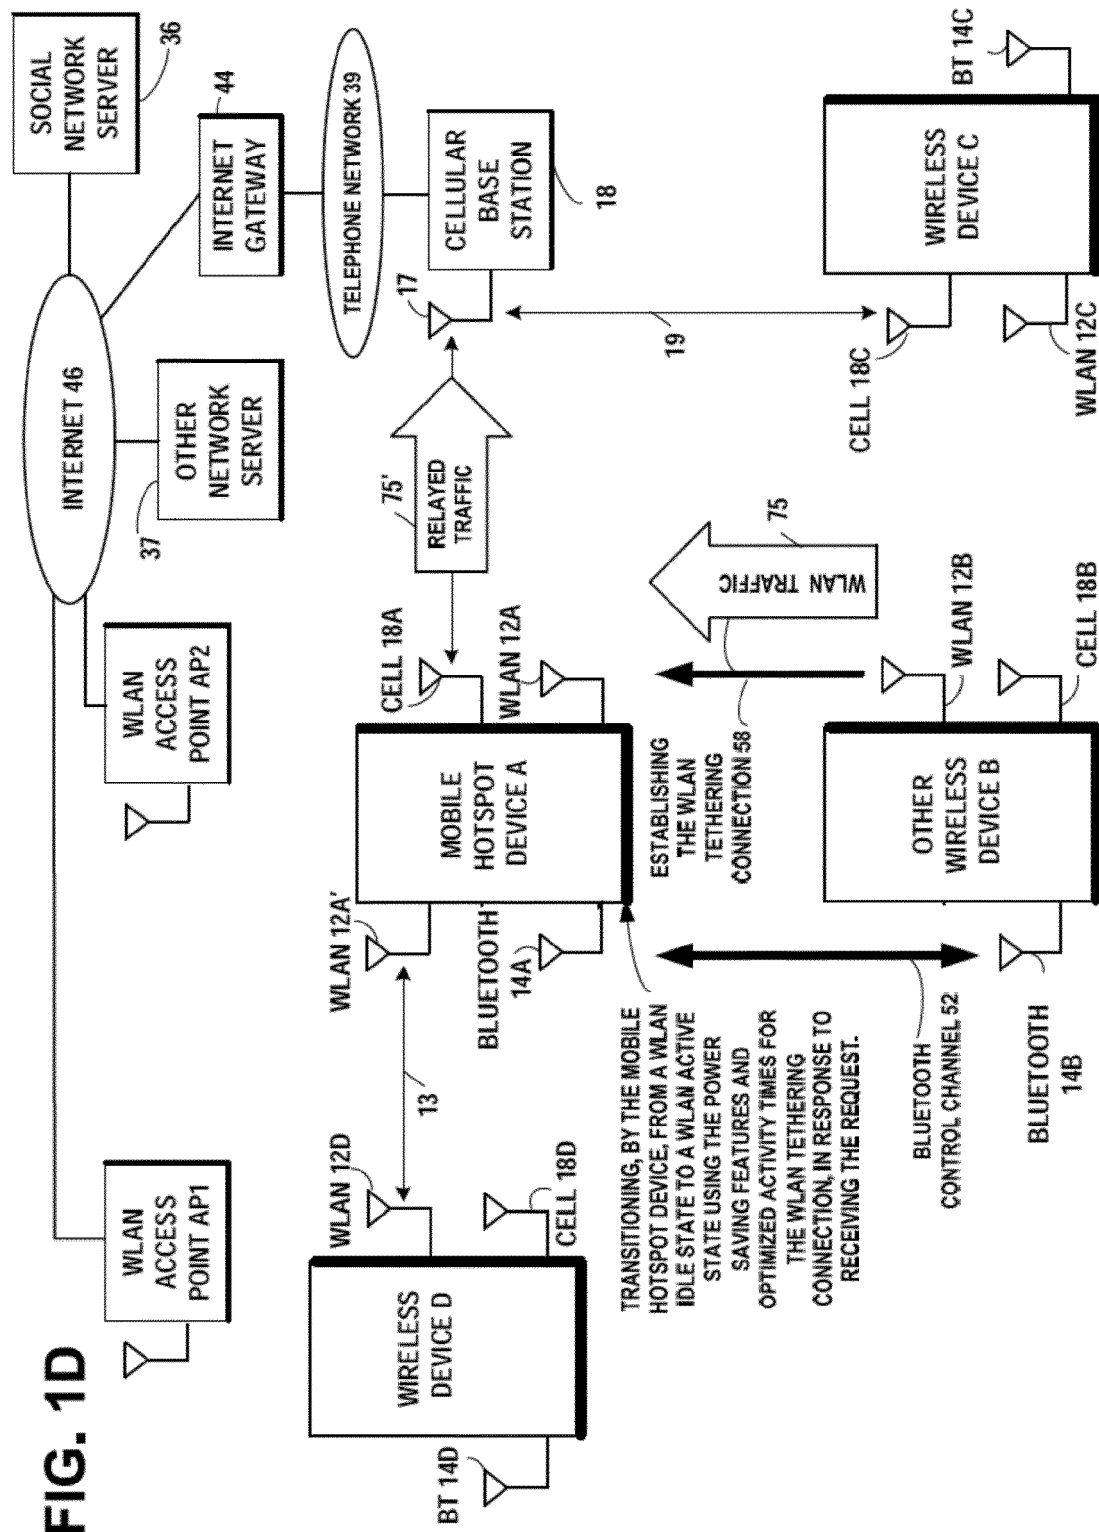 FIG. 1D
SOCIAL
NETWORK
SERVER
36
INTERNET 46
44
INTERNET
GATEWAY
OTHER
NETWORK
SERVER
37
TELEPHONE NETWORK 39
CELLULAR
BASE
STATION
18
17
WLAN
ACCESS
POINT AP1
WLAN
ACCESS
POINT AP2
75'
RELAYED
TRAFFIC
19
WIRELESS
DEVICE D
BT 14D
WLAN 12D
CELL 18D
13
WLAN 12A'
BLUETOOTH
14A
MOBILE
HOTSPOT
DEVICE A
CELL 18A
WLAN 12A
TRANSITIONING, BY THE MOBILE
HOTSPOT DEVICE, FROM A WLAN
IDLE STATE TO A WLAN ACTIVE
STATE USING THE POWER
SAVING FEATURES AND
OPTIMIZED ACTIVITY TIMES FOR
THE WLAN TETHERING
CONNECTION, IN RESPONSE TO
RECEIVING THE REQUEST.
ESTABLISHING
THE WLAN
TETHERING
CONNECTION 58
WLAN TRAFFIC
75
BLUETOOTH
CONTROL CHANNEL 52
BLUETOOTH
14B
OTHER
WIRELESS
DEVICE B
WLAN 12B
CELL 18B
CELL 18C
WLAN 12C
WIRELESS
DEVICE C
BT 14C